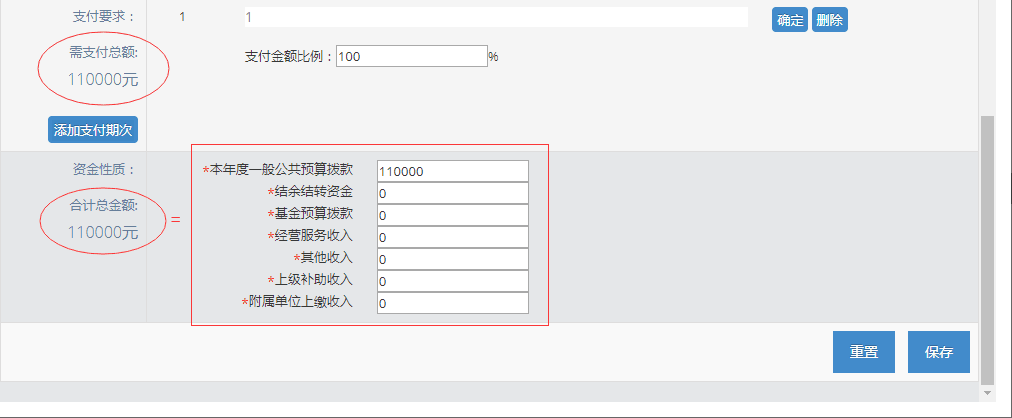 支付要求： 1 1 确定 删除
需支付总额:
支付金额比例：100%
110000元
添加支付期次
资金性质： *本年度一般公共预算拨款 110000
*结余结转资金 0
合计总金额: *基金预算拨款 0
110000元 = *经营服务收入 0
*其他收入 0
*上级补助收入 0
*附属单位上缴收入 0
重置 保存